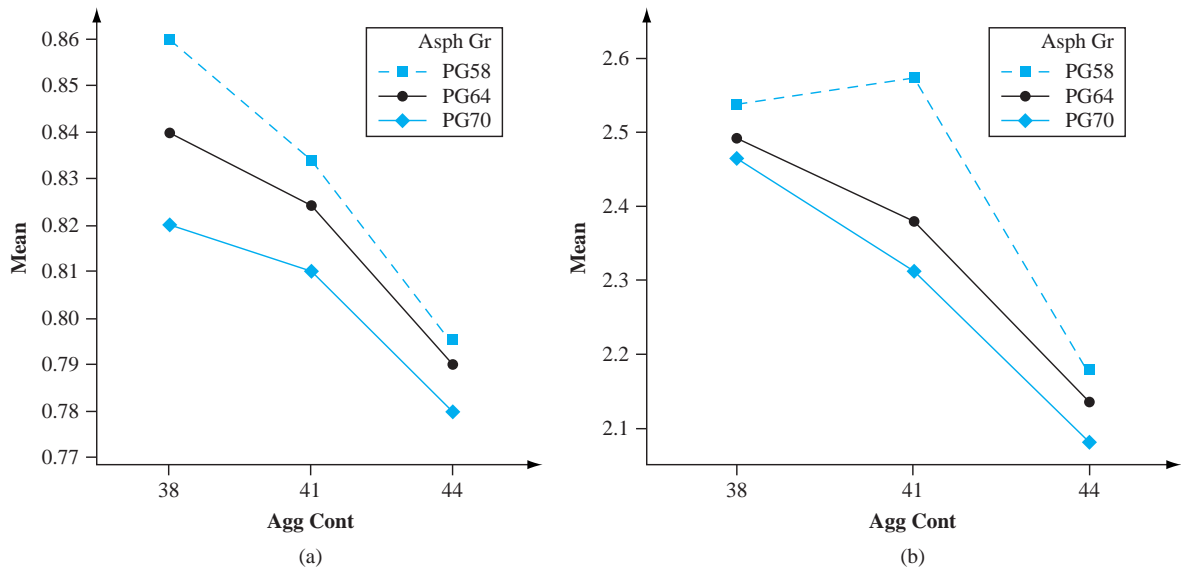 0.86
0.85
0.84
0.83
0.82
0.81
0.80
0.79
0.78
0.77
Mean
Asph Gr
PG58
PG64
PG70
38 41 44
Agg Cont
(a)
2.6
2.5
2.4
2.3
2.2
2.1
Mean
Asph Gr
PG58
PG64
PG70
38 41 44
Agg Cont
(b)